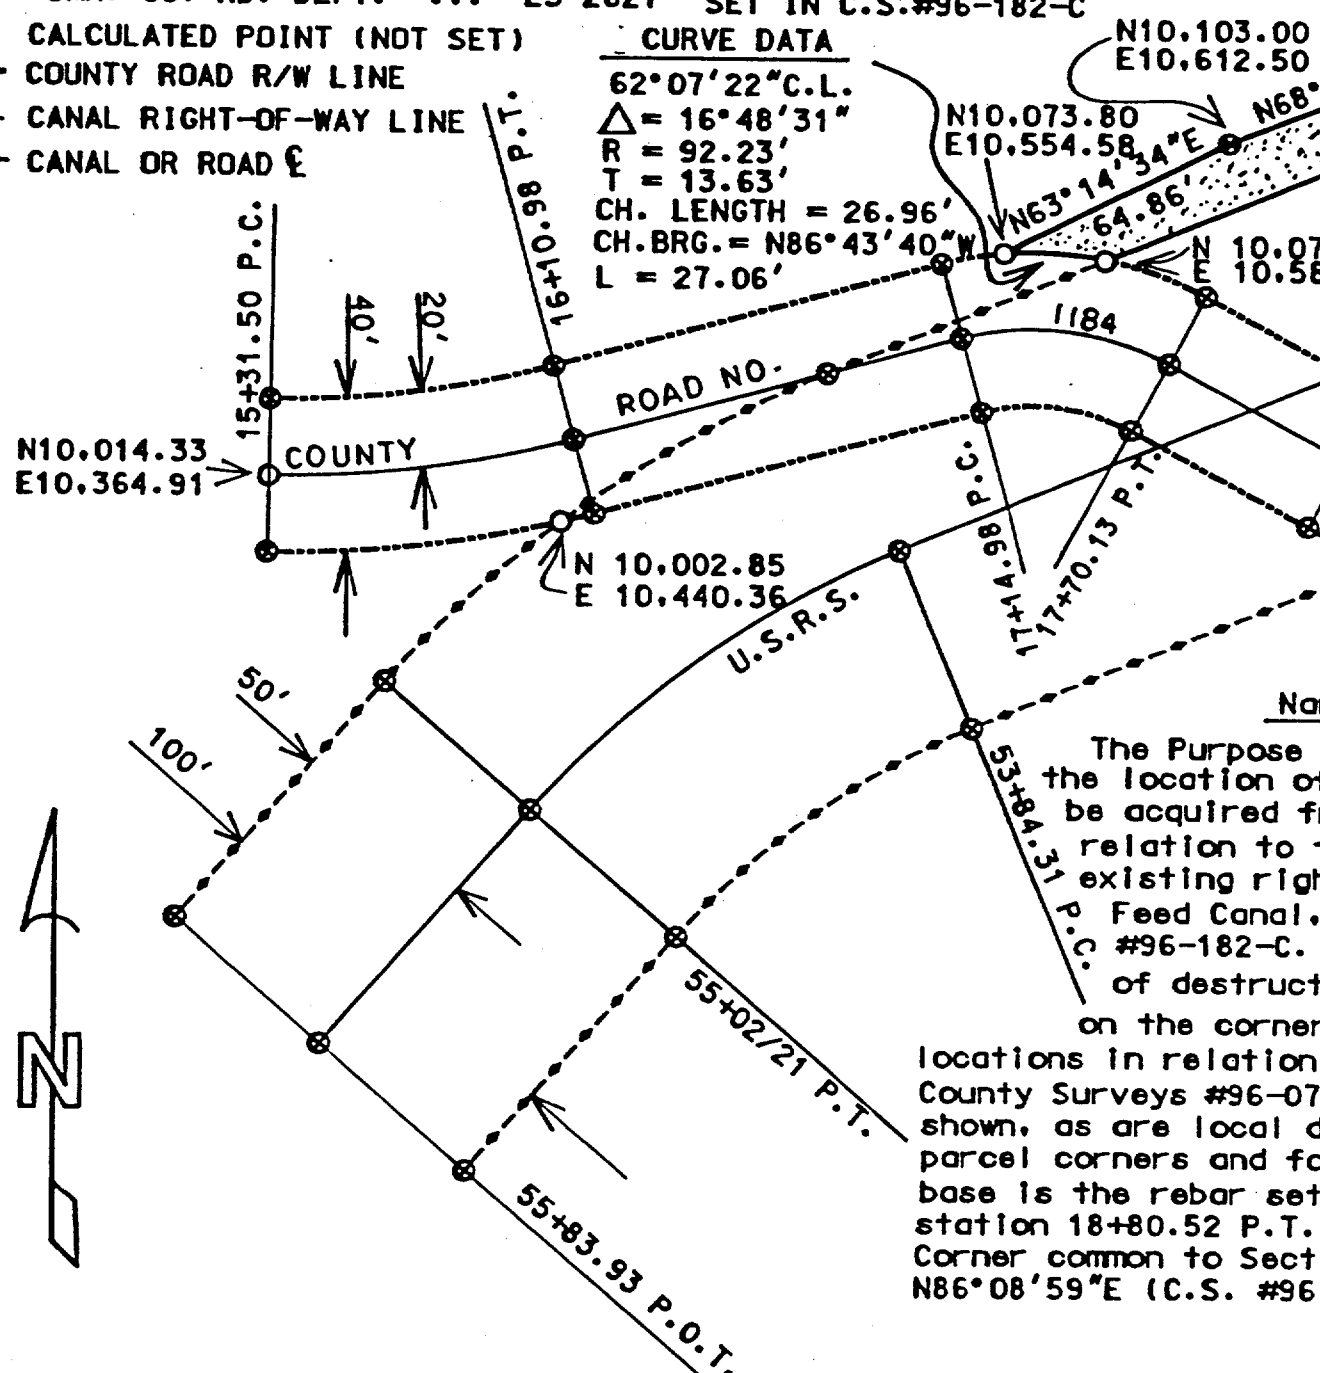 SET IN C.S.#96-182-C
CALCULATED POINT (NOT SET)
COUNTY ROAD R/W LINE
CANAL RIGHT-OF-WAY LINE
CANAL OR ROAD ℄
CURVE DATA
62°07'22"C.L.
△= 16°48'31"
R = 92.23'
T = 13.63'
CH. LENGTH = 26.96'
CH.BRG.= N86°43'40"W
L = 27.06'
N10,103.00
E10,612.50
N10,073.80
E10,554.58
N68°
N63°14'34"E
64.86'
N 10,07
E 10,58
15+31.50 P.C.
16+10.98 P.T.
40'
20'
N10,014.33
E10,364.91
COUNTY
ROAD NO.
1184
N 10,002.85
E 10,440.36
U.S.R.S.
17+14.98 P.C.
17+70.13 P.T.
50'
100'
53+84.31 P.C.
55+02/21 P.T.
55+83.93 P.O.T.
N
The Purpose
the location of
be acquired
relation to
existing
Feed Canal.
#96-182-C.
of
on the corner
locations in relation
County Surveys #96-07
shown, as are local
parcel corners and
base is the rebar set
station 18+80.52 P.T.
Corner common to Sect
N86°08'59"E (C.S. #96